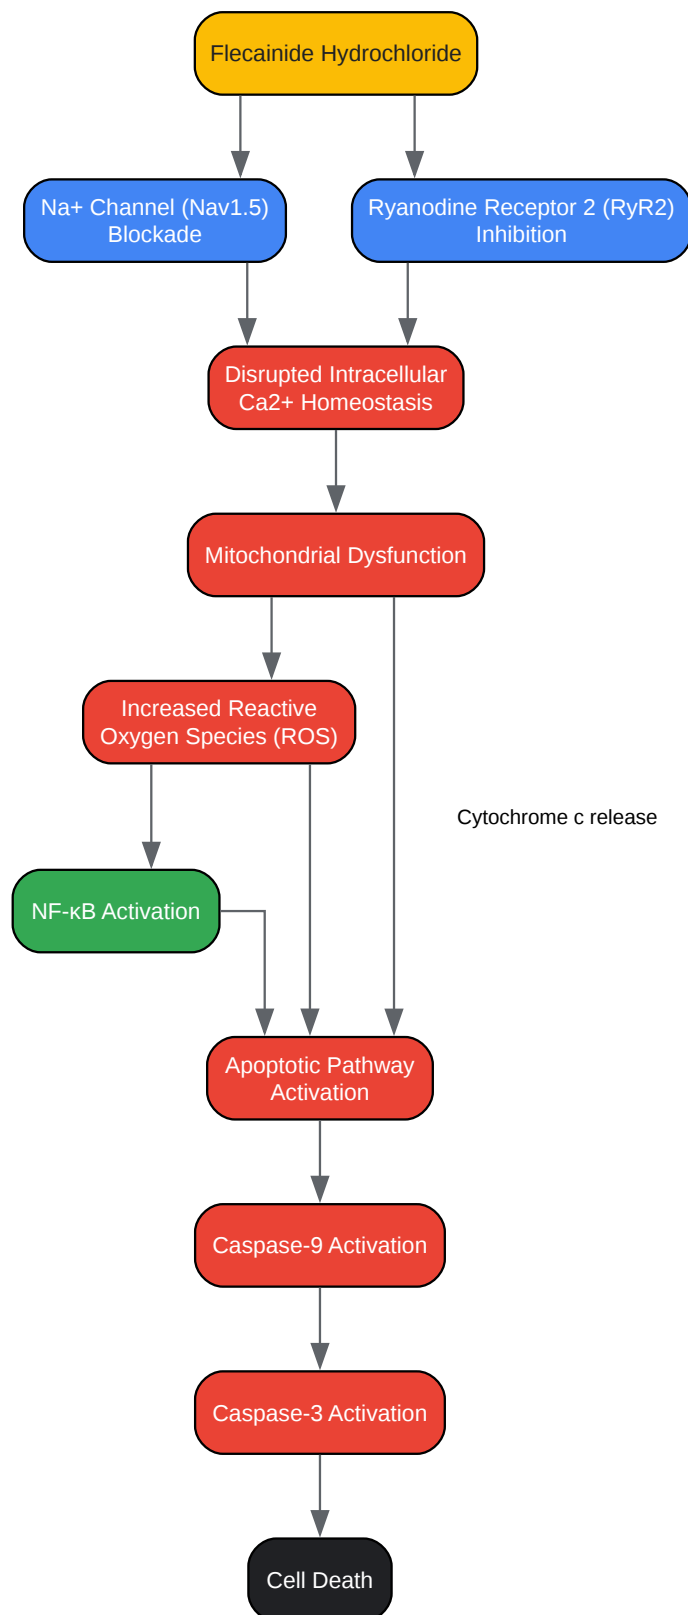 Flecainide Hydrochloride
Na+ Channel (Nav1.5)
Blockade
Ryanodine Receptor 2 (RyR2)
Inhibition
Disrupted Intracellular
Ca2+ Homeostasis
Mitochondrial Dysfunction
Increased Reactive
Oxygen Species (ROS)
Cytochrome c release
NF-κB Activation
Apoptotic Pathway
Activation
Caspase-9 Activation
Caspase-3 Activation
Cell Death